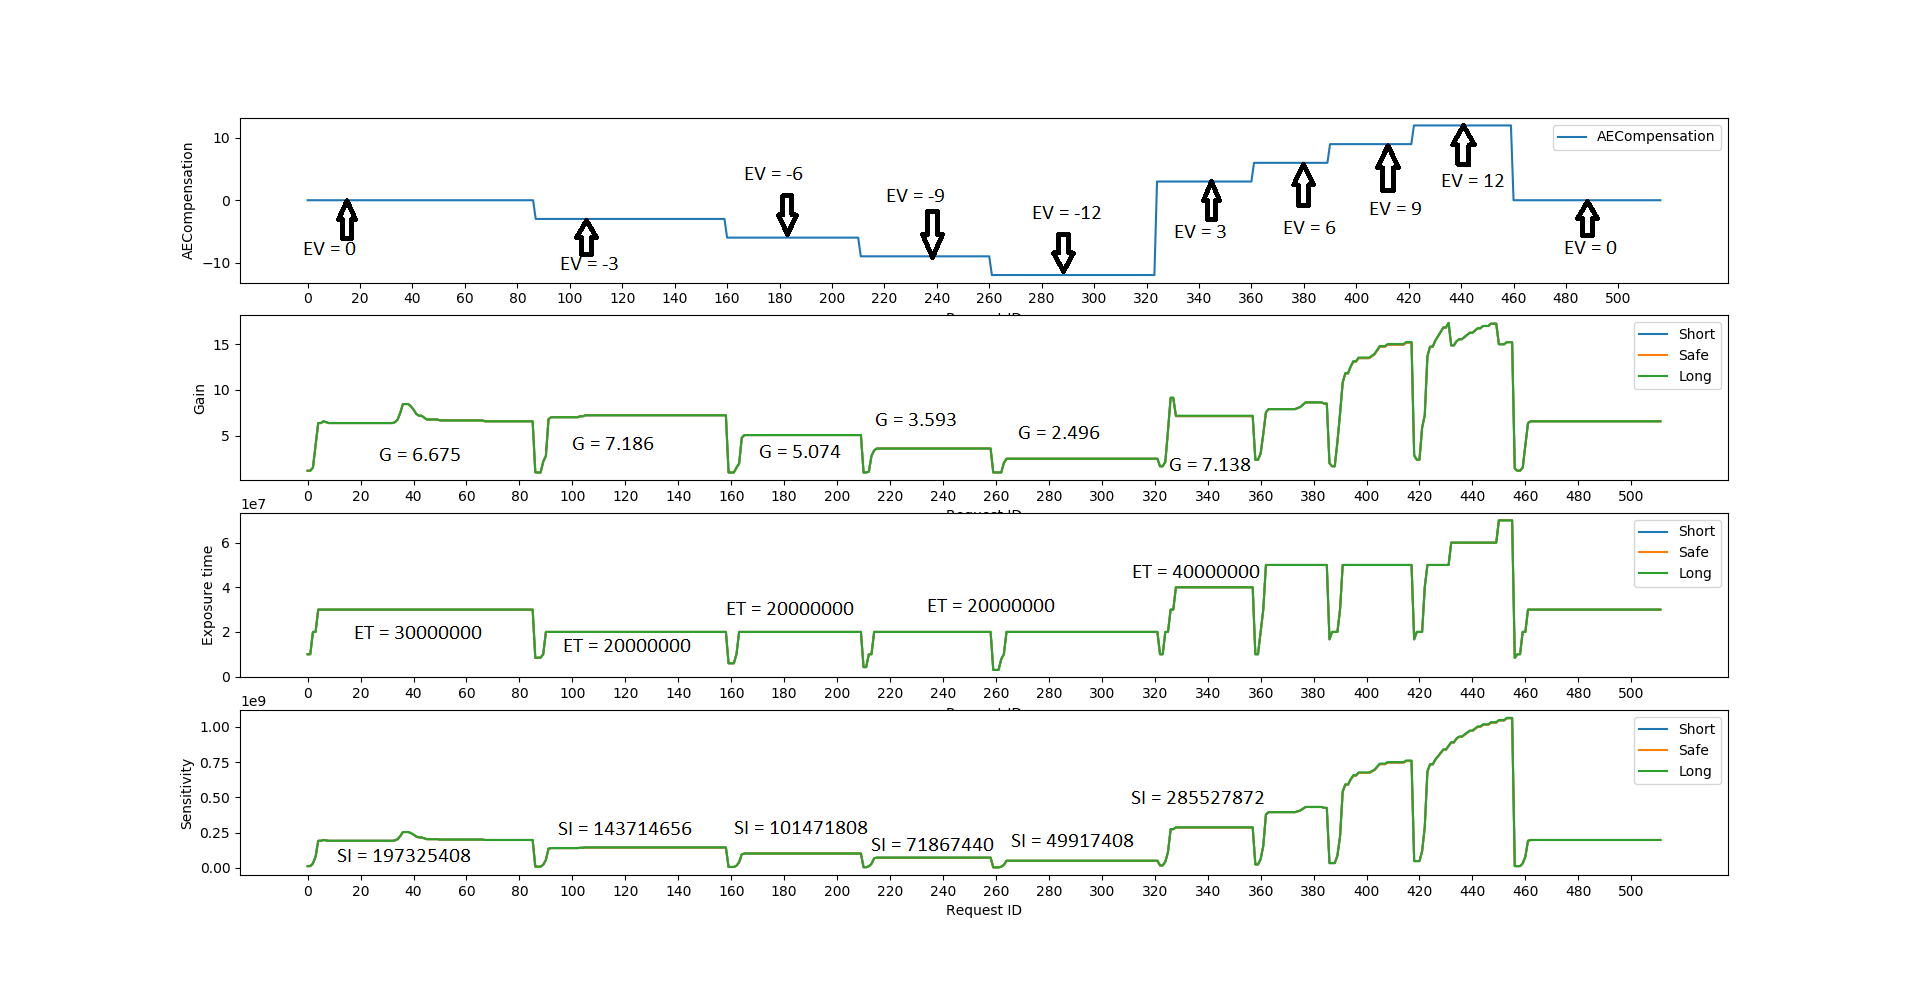 AECompensation
10
0
−10
EV = 0
EV = -3
EV = -6
EV = -9
EV = -12
EV = 3
EV = 6
EV = 9
EV = 12
EV = 0
AECompensation
0 20 40 60 80 100 120 140 160 180 200 220 240 260 280 300 320 340 360 380 400 420 440 460 480 500
Request ID
Gain
15
10
5
G = 6.675
G = 7.186
G = 5.074
G = 3.593
G = 2.496
G = 7.138
Short
Safe
Long
0 20 40 60 80 100 120 140 160 180 200 220 240 260 280 300 320 340 360 380 400 420 440 460 480 500
Request ID
1e7
Exposure time
6
4
2
0
ET = 30000000
ET = 20000000
ET = 20000000
ET = 20000000
ET = 40000000
Short
Safe
Long
0 20 40 60 80 100 120 140 160 180 200 220 240 260 280 300 320 340 360 380 400 420 440 460 480 500
Request ID
1e9
Sensitivity
1.00
0.75
0.50
0.25
0.00
SI = 197325408
SI = 143714656
SI = 101471808
SI = 71867440
SI = 49917408
SI = 285527872
Short
Safe
Long
0 20 40 60 80 100 120 140 160 180 200 220 240 260 280 300 320 340 360 380 400 420 440 460 480 500
Request ID